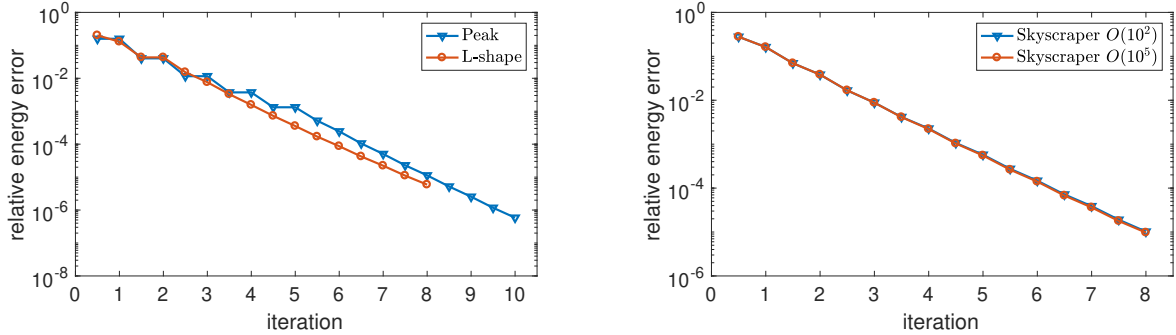 10^0
10^-2
10^-4
10^-6
10^-8
relative energy error
0 1 2 3 4 5 6 7 8 9 10
iteration
Peak
L-shape
10^0
10^-2
10^-4
10^-6
relative energy error
0 1 2 3 4 5 6 7 8
iteration
Skyscraper O(10^2)
Skyscraper O(10^5)